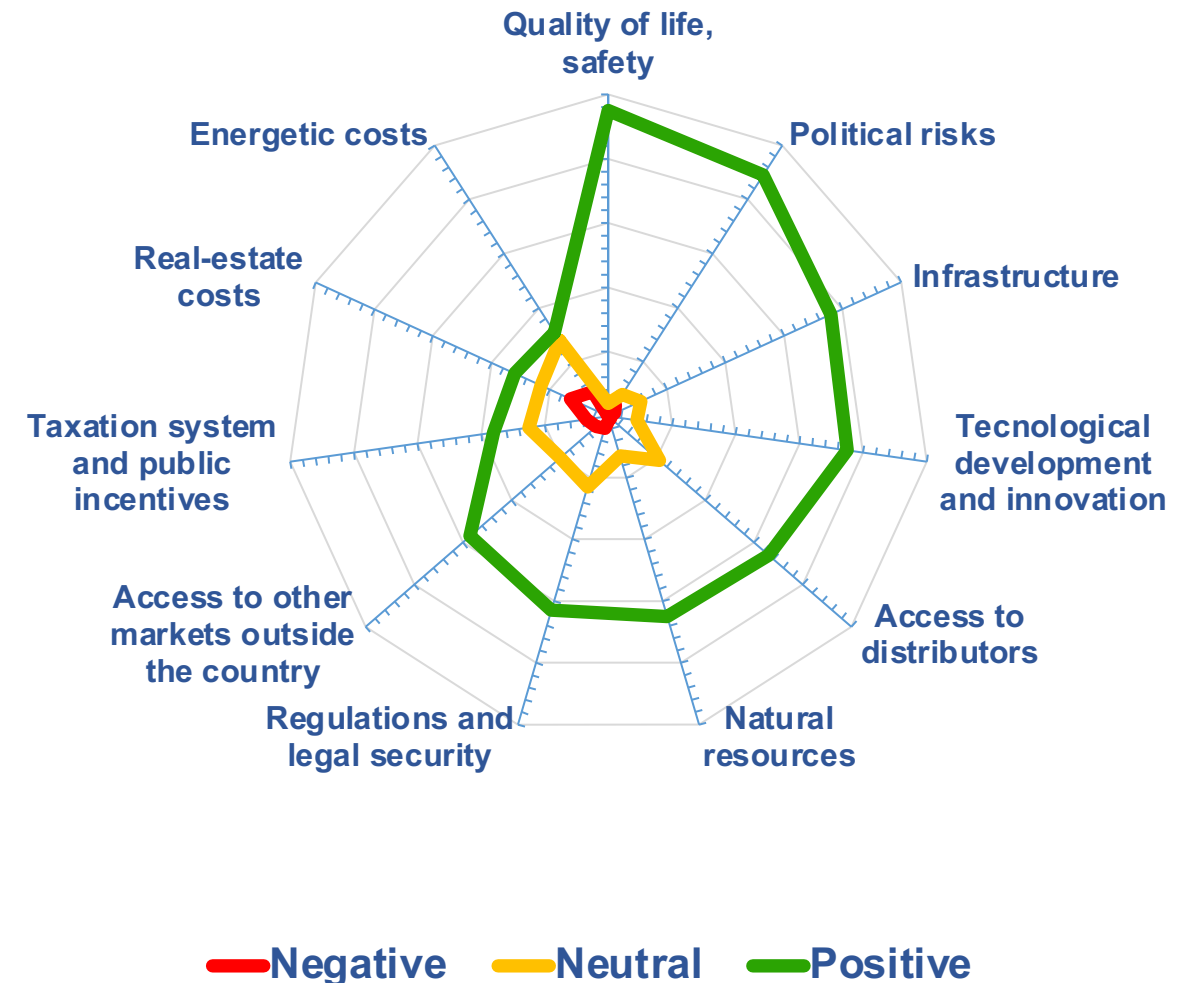 Quality of life,
safety
Political risks
Infrastructure
Tecnological
development
and innovation
Access to
distributors
Natural
resources
Regulations and
legal security
Access to other
markets outside
the country
Taxation system
and public
incentives
Real-estate
costs
Energetic costs
Negative Neutral Positive